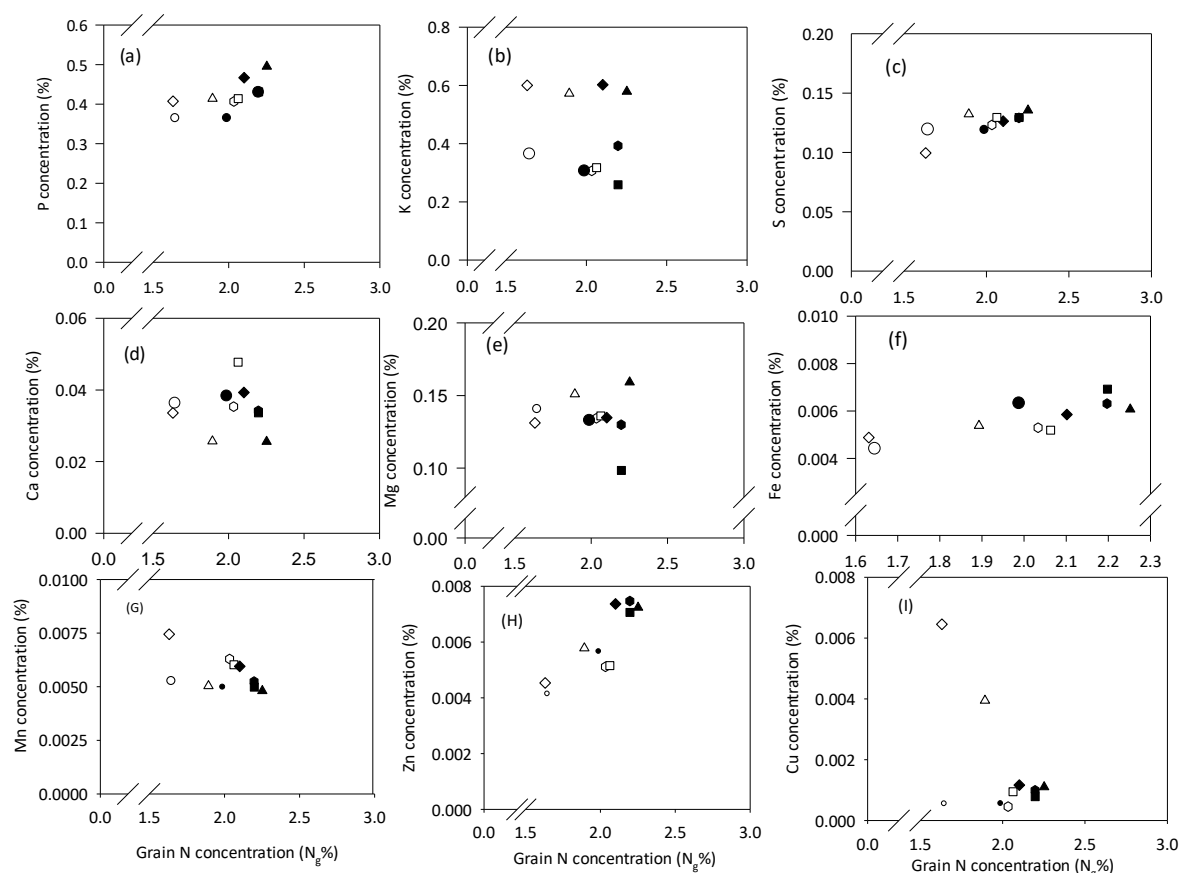 0.6
0.5
0.4
0.3
0.2
0.1
0.0
P concentration (%)
(a)
0.0 1.5 2.0 2.5 3.0
0.8
0.6
0.4
0.2
0.0
K concentration (%)
(b)
0.0 1.5 2.0 2.5 3.0
0.20
0.15
0.10
0.05
0.00
S concentration (%)
(c)
0.0 1.5 2.0 2.5 3.0
0.06
0.04
0.02
0.00
Ca concentration (%)
(d)
0.0 1.5 2.0 2.5 3.0
0.20
0.15
0.10
0.00
Mg concentration (%)
(e)
0.0 1.5 2.0 2.5 3.0
0.010
0.008
0.006
0.004
0.000
Fe concentration (%)
(f)
1.6 1.7 1.8 1.9 2.0 2.1 2.2 2.3
0.0100
0.0075
0.0050
0.0025
0.0000
Mn concentration (%)
(G)
0.0 1.5 2.0 2.5 3.0
Grain N concentration (Ng%)
0.008
0.006
0.004
0.002
0.000
Zn concentration (%)
(H)
0.0 1.5 2.0 2.5 3.0
Grain N concentration (Ng%)
0.008
0.006
0.004
0.002
0.000
Cu concentration (%)
(I)
0.0 1.5 2.0 2.5 3.0
Grain N concentration (Ng%)